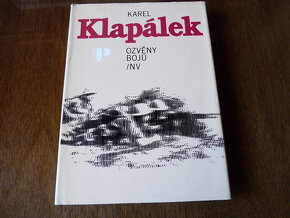 KAREL
Klapálek
OZVĚNY
BOJŮ
/NV